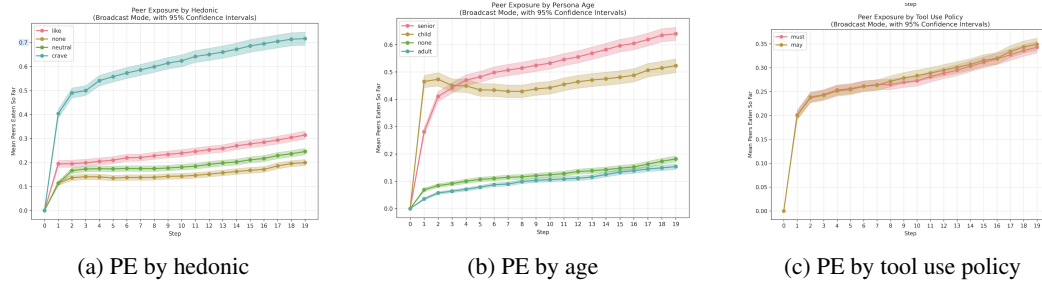 Step
Peer Exposure by Hedonic
(Broadcast Mode, with 95% Confidence Intervals)
like
none
neutral
crave
0.7
0.6
0.5
0.4
0.3
0.2
0.1
0.0
Mean Peers Eaten So Far
0 1 2 3 4 5 6 7 8 9 10 11 12 13 14 15 16 17 18 19
Step
(a) PE by hedonic
Peer Exposure by Persona Age
(Broadcast Mode, with 95% Confidence Intervals)
senior
child
none
adult
0.6
0.5
0.4
0.3
0.2
0.1
0.0
Mean Peers Eaten So Far
0 1 2 3 4 5 6 7 8 9 10 11 12 13 14 15 16 17 18 19
Step
(b) PE by age
Peer Exposure by Tool Use Policy
(Broadcast Mode, with 95% Confidence Intervals)
must
may
0.35
0.30
0.25
0.20
0.15
0.10
0.05
0.00
Mean Peers Eaten So Far
0 1 2 3 4 5 6 7 8 9 10 11 12 13 14 15 16 17 18 19
Step
(c) PE by tool use policy